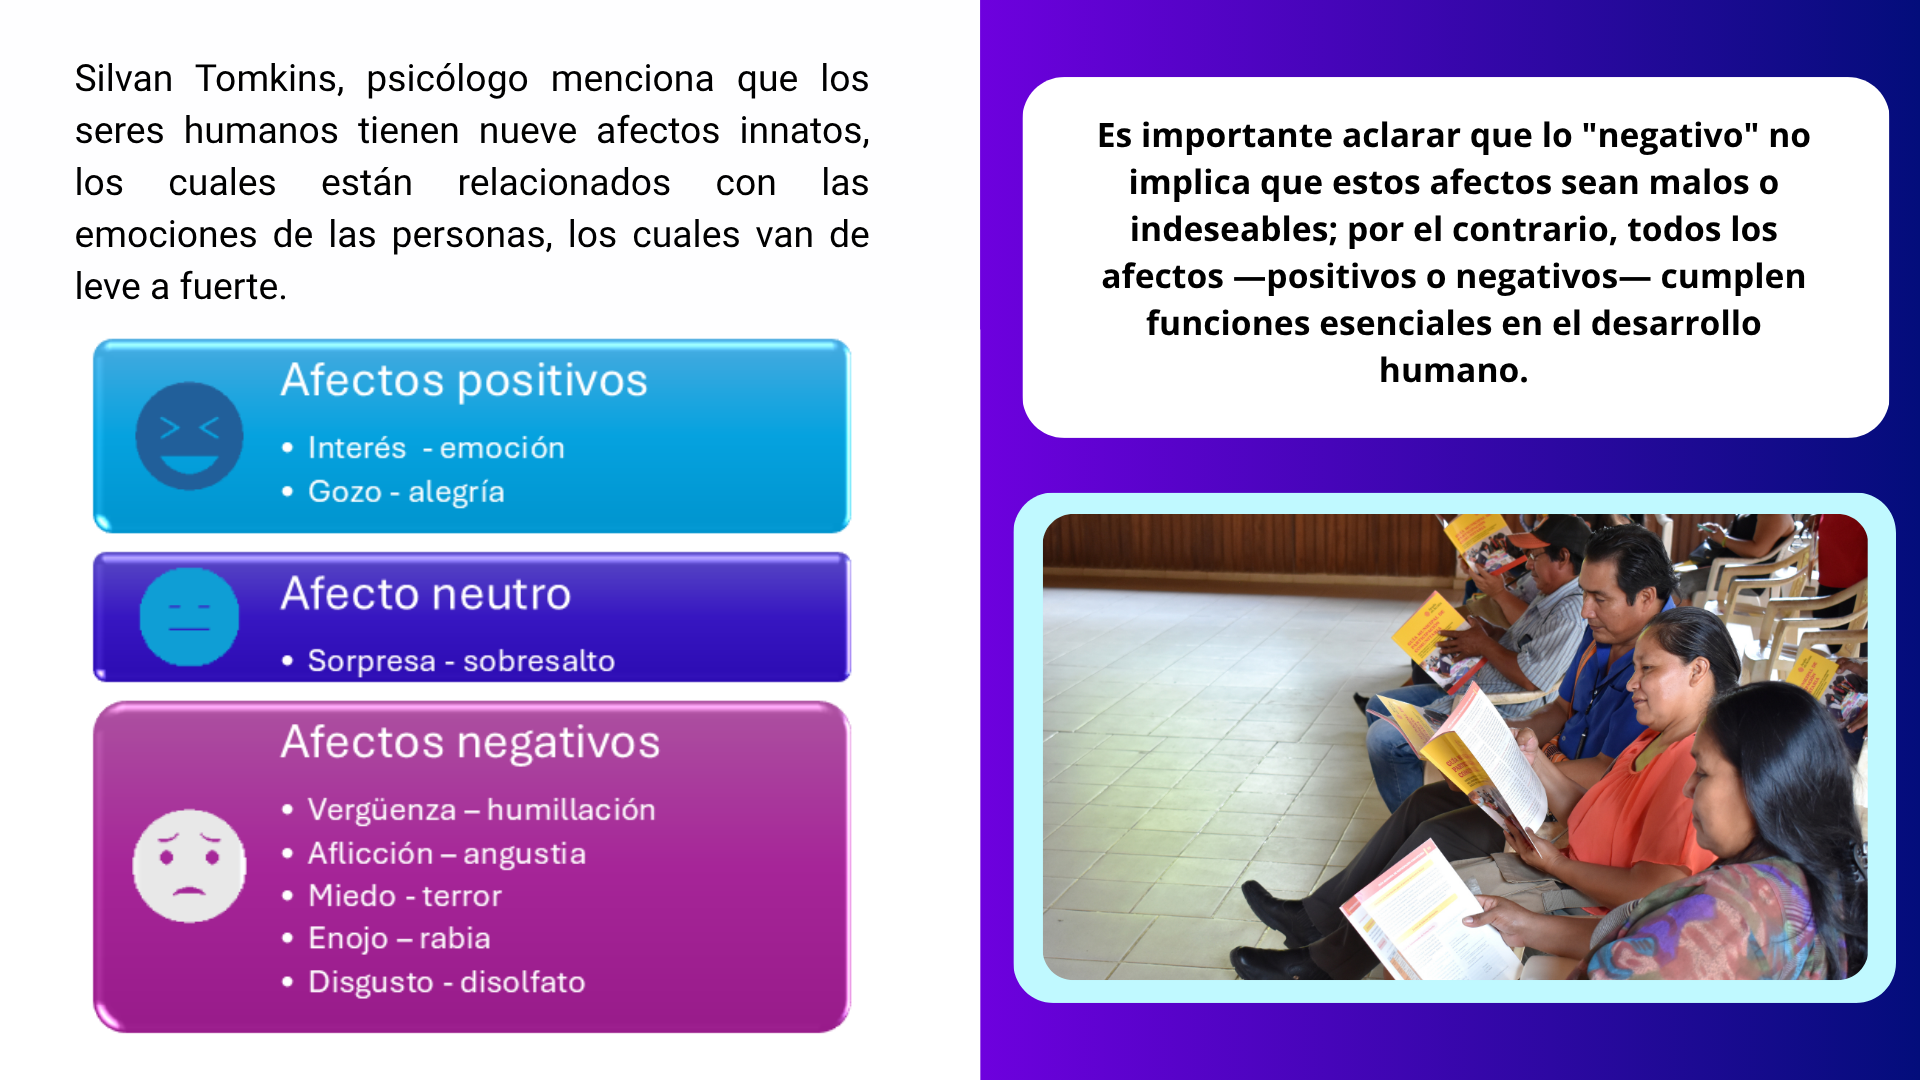 Silvan Tomkins, psicólogo menciona que los
seres humanos tienen nueve afectos innatos,
los cuales están relacionados con las
emociones de las personas, los cuales van de
leve a fuerte.
Afectos positivos
• Interés - emoción
• Gozo - alegría
Afecto neutro
• Sorpresa - sobresalto
Afectos negativos
• Vergüenza – humillación
• Aflicción – angustia
• Miedo - terror
• Enojo – rabia
• Disgusto - disolfato
Es importante aclarar que lo "negativo" no
implica que estos afectos sean malos o
indeseables; por el contrario, todos los
afectos —positivos o negativos— cumplen
funciones esenciales en el desarrollo
humano.